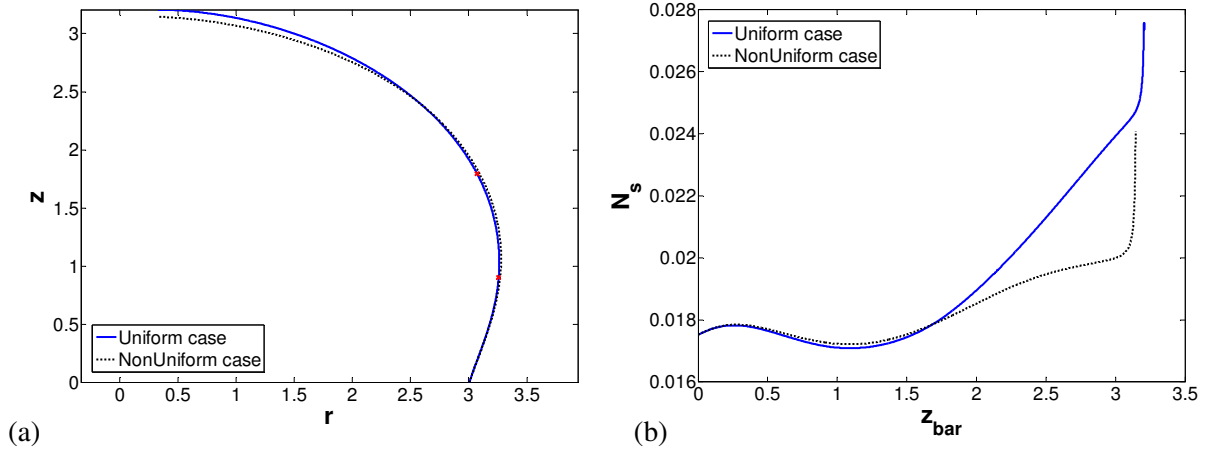 3
2.5
2
1.5
1
0.5
0
z
0 0.5 1 1.5 2 2.5 3 3.5
r
Uniform case
NonUniform case
(a)
0.028
0.026
0.024
0.022
0.02
0.018
0.016
N_s
0 0.5 1 1.5 2 2.5 3 3.5
z_bar
Uniform case
NonUniform case
(b)